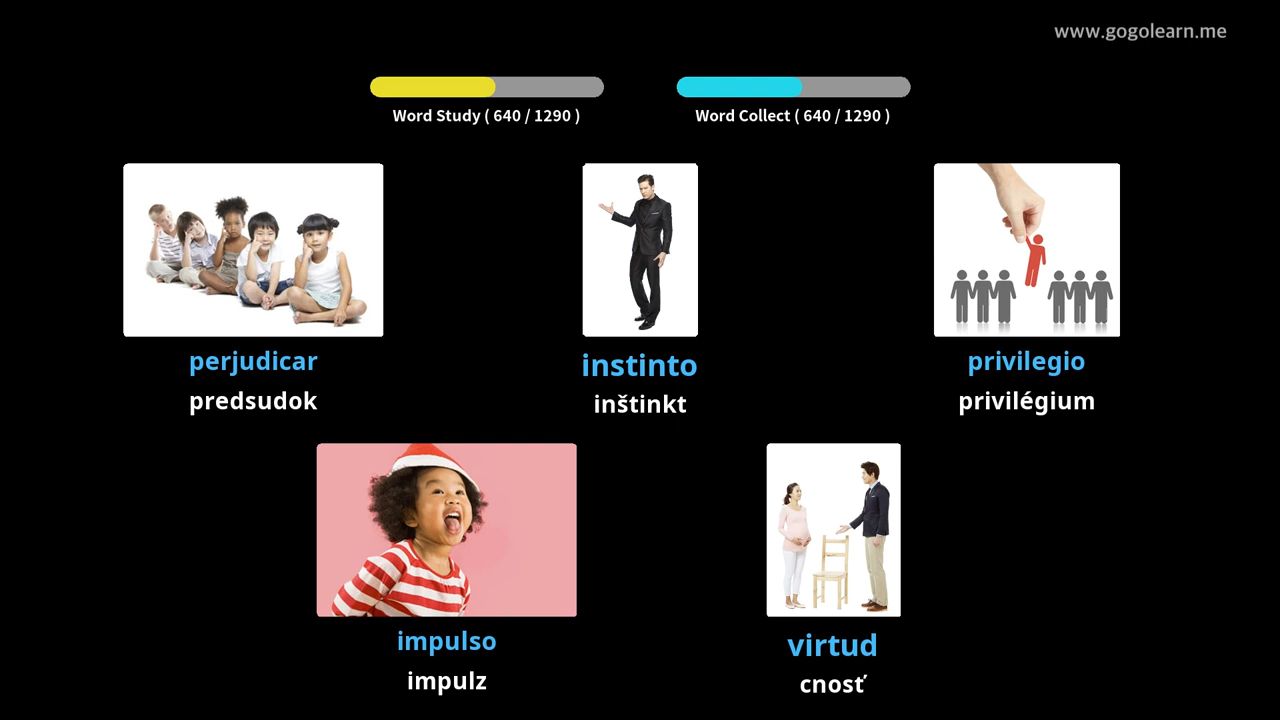 www.gogolearn.me
Word Study ( 640 / 1290 )
Word Collect ( 640 / 1290 )
perjudicar
predsudok
instinto
inštinkt
privilegio
privilégium
impulso
impulz
virtud
cnosť